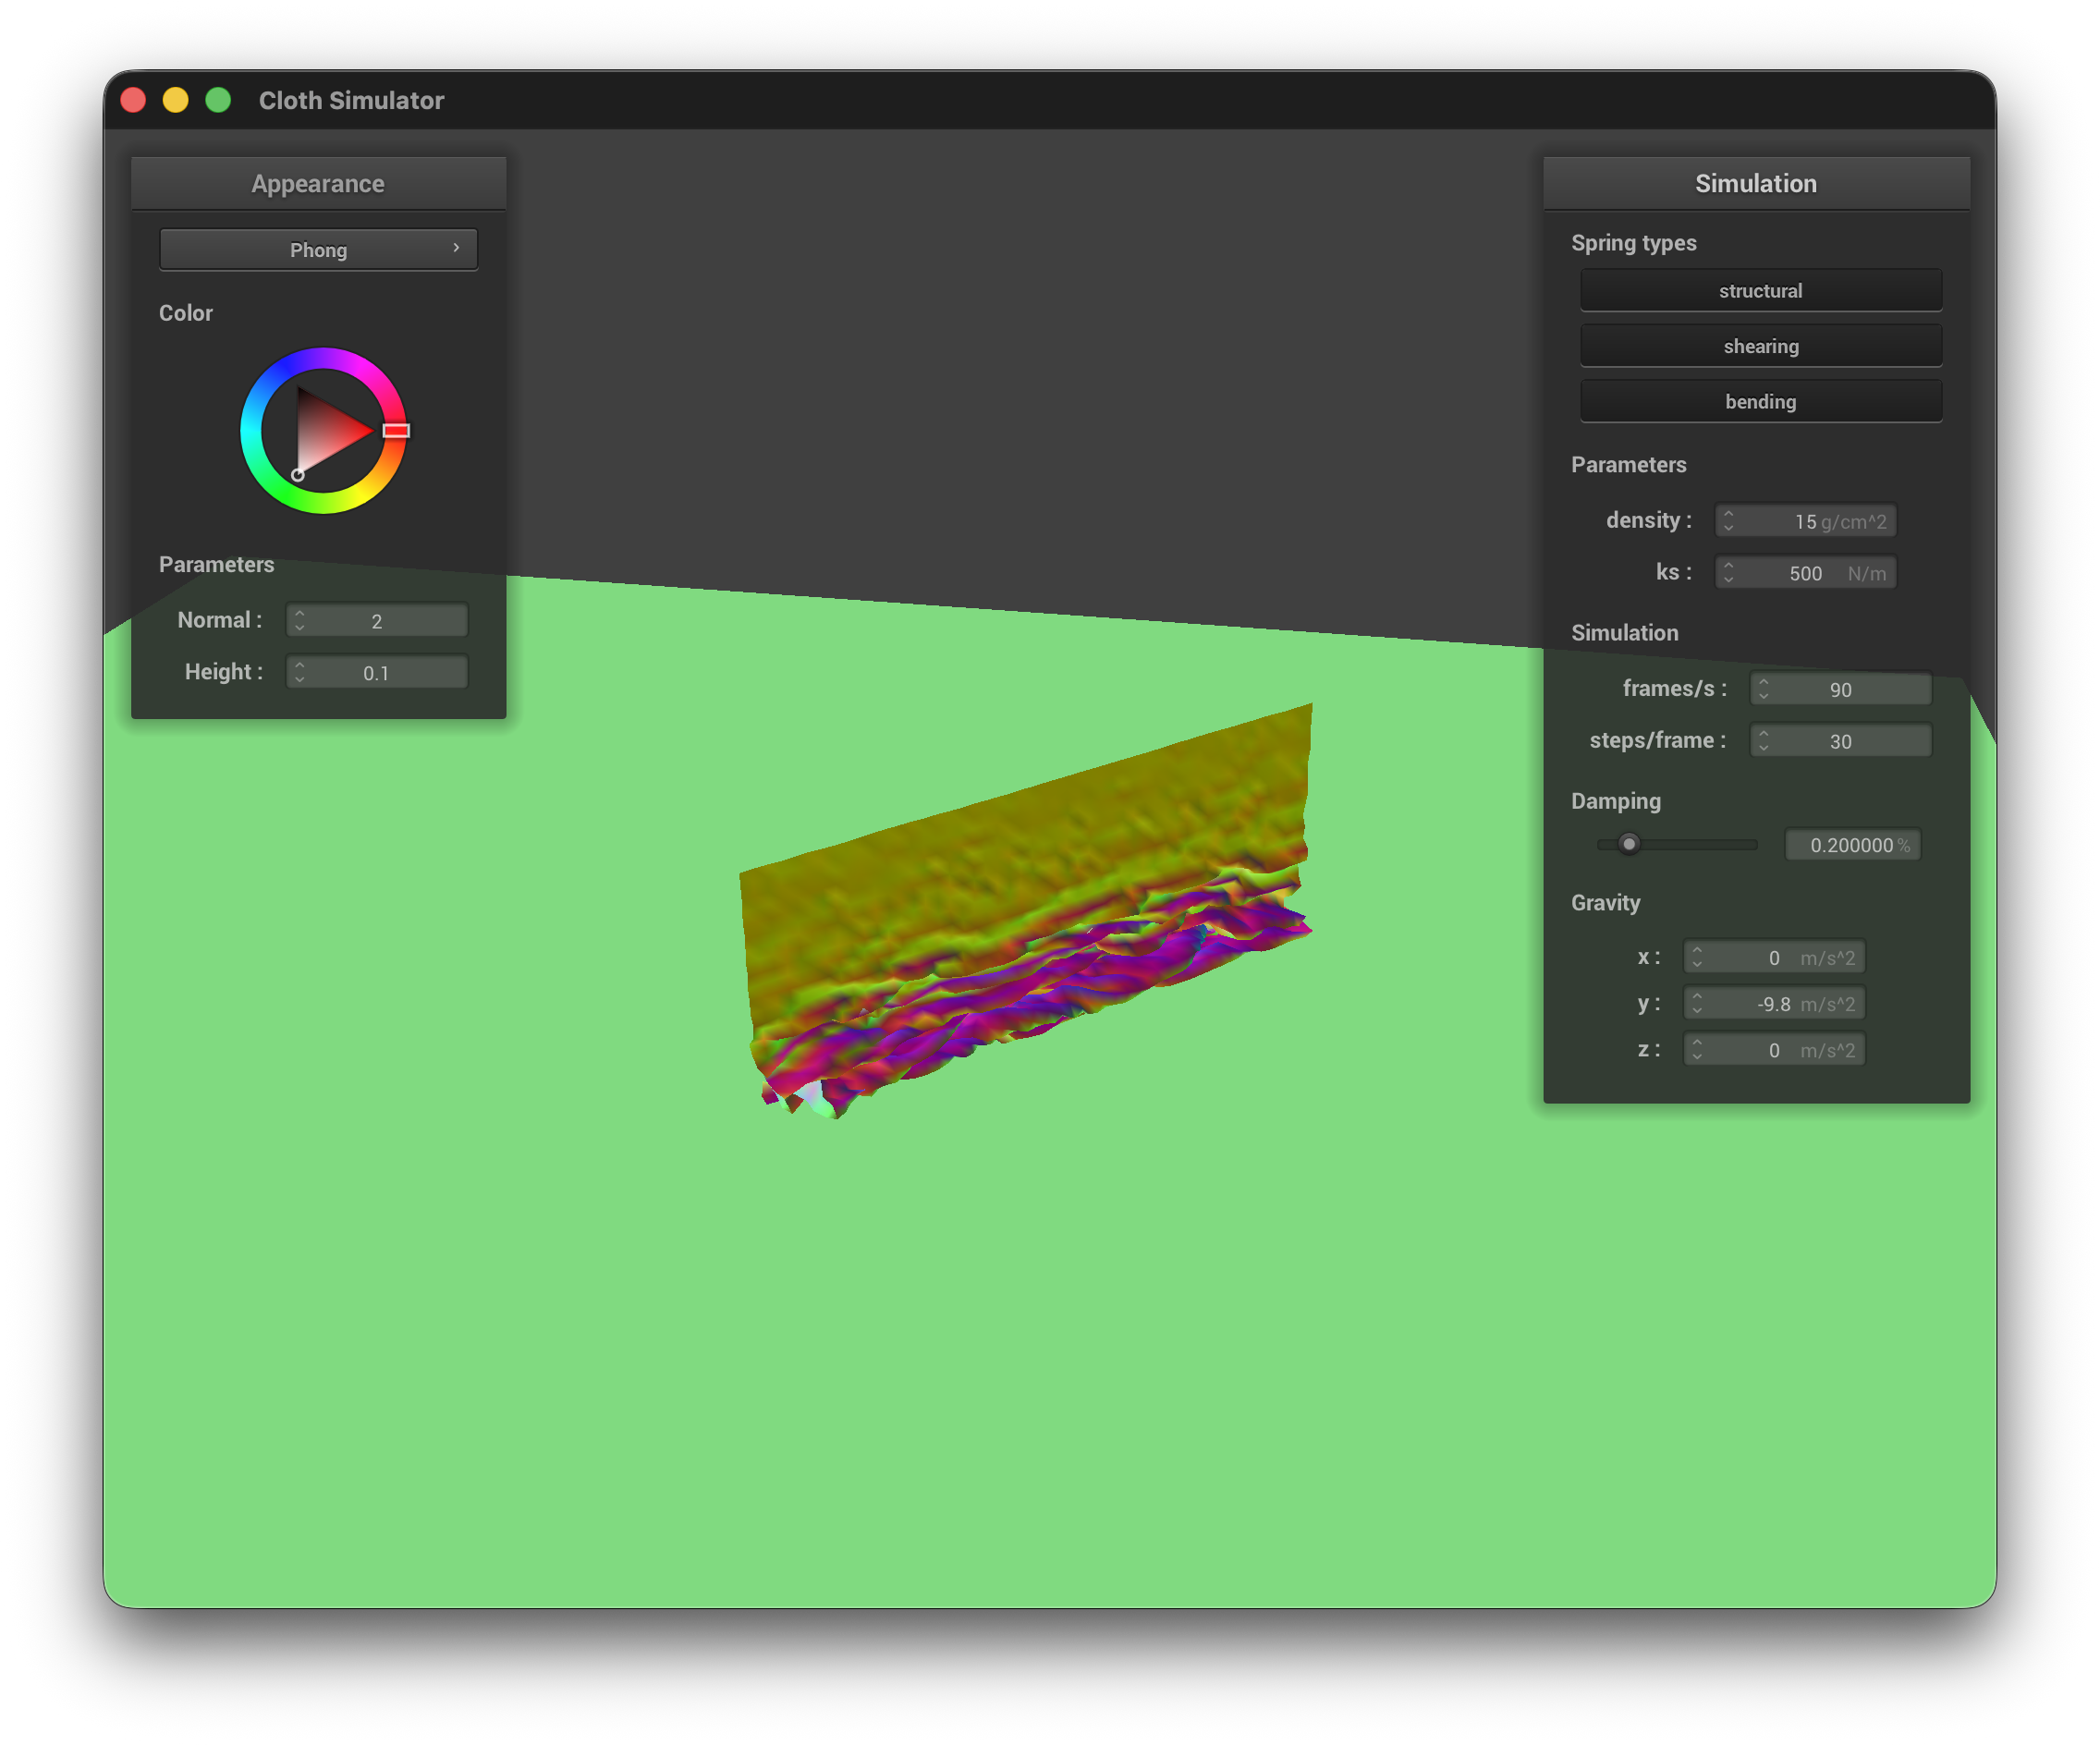 Cloth Simulator
Appearance
Phong
Color
Parameters
Normal : 2
Height : 0.1
Simulation
Spring types
structural
shearing
bending
Parameters
density : 15 g/cm^2
ks : 500 N/m
Simulation
frames/s : 90
steps/frame : 30
Damping
0.200000 %
Gravity
x : 0 m/s^2
y : -9.8 m/s^2
z : 0 m/s^2